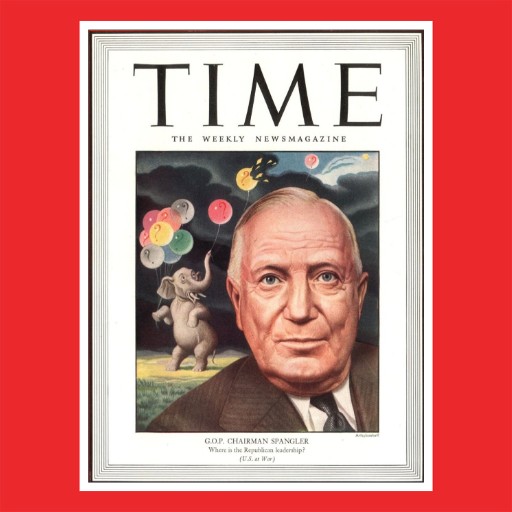 TIME
THE WEEKLY NEWSMAGAZINE
G.O.P. CHAIRMAN SPANGLER
Where is the Republican leadership?
(U.S. at War)